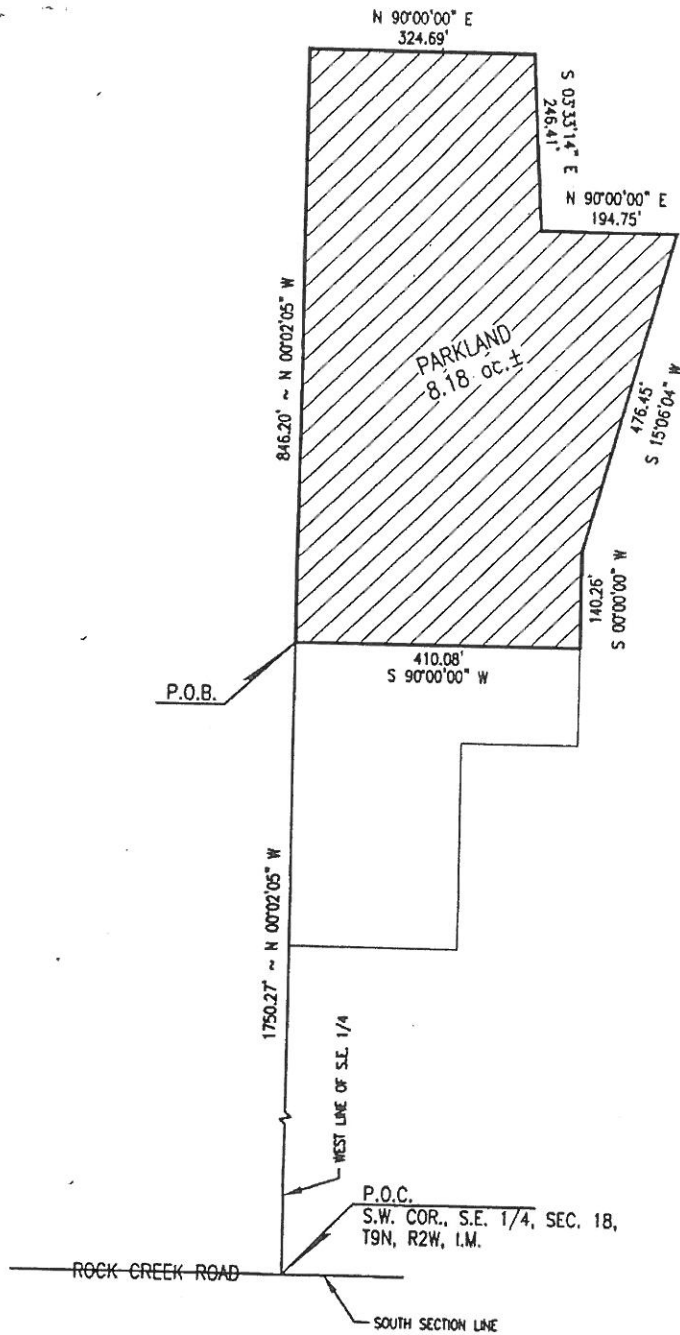 N 90°00'00" E
324.69'
S 03°33'14" E
246.41'
N 90°00'00" E
194.75'
846.20' ~ N 00°02'05" W
PARKLAND
8.18 ac.±
476.45'
S 15°06'04" W
140.26'
S 00°00'00" W
410.08'
S 90°00'00" W
P.O.B.
1750.27' ~ N 00°02'05" W
WEST LINE OF S.E. 1/4
P.O.C.
S.W. COR., S.E. 1/4, SEC. 18,
T9N, R2W, I.M.
ROCK CREEK ROAD
SOUTH SECTION LINE